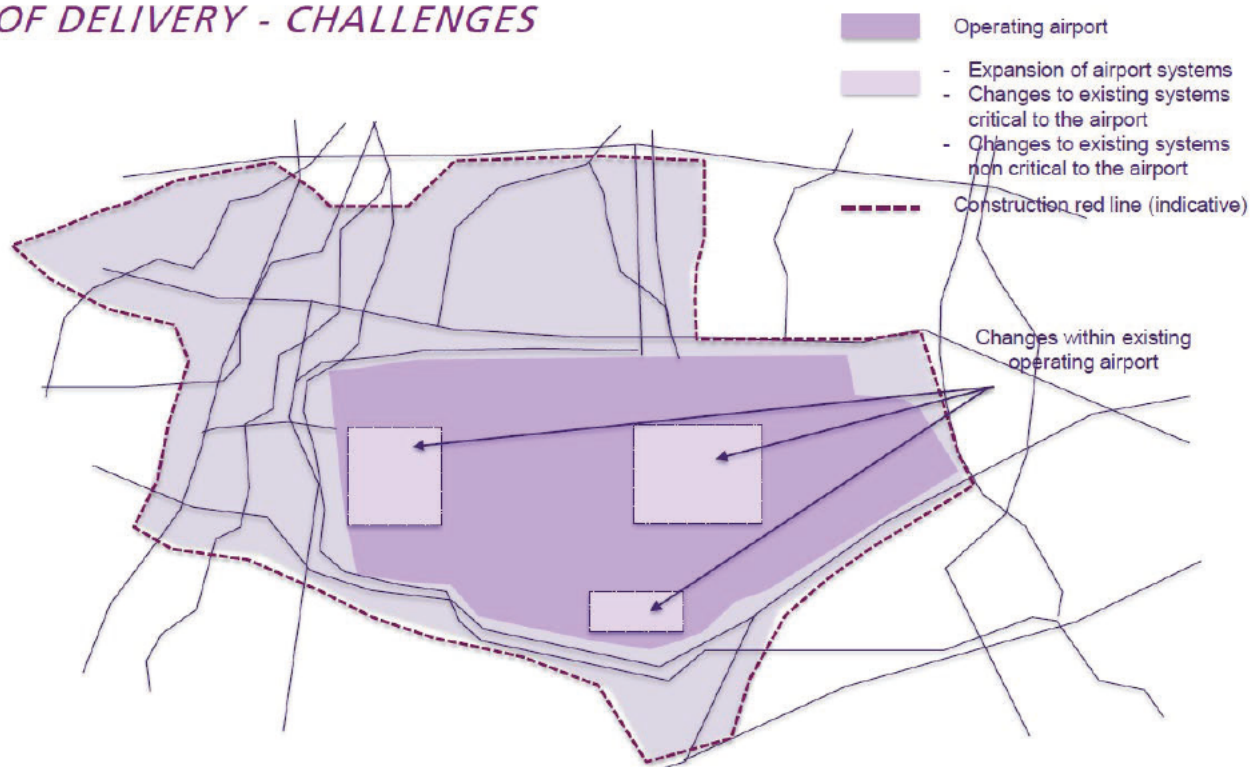 OF DELIVERY - CHALLENGES
Operating airport
- Expansion of airport systems
- Changes to existing systems
critical to the airport
- Changes to existing systems
non critical to the airport
Construction red line (indicative)
Changes within existing
operating airport